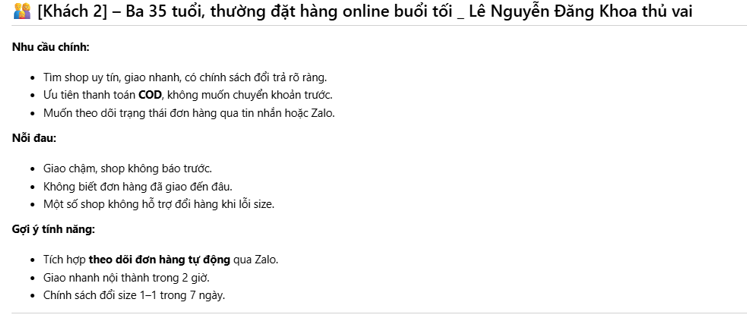 [Khách 2] – Ba 35 tuổi, thường đặt hàng online buổi tối _ Lê Nguyễn Đăng Khoa thủ vai
Nhu cầu chính:
• Tìm shop uy tín, giao nhanh, có chính sách đổi trả rõ ràng.
• Ưu tiên thanh toán COD, không muốn chuyển khoản trước.
• Muốn theo dõi trạng thái đơn hàng qua tin nhắn hoặc Zalo.
Nỗi đau:
• Giao chậm, shop không báo trước.
• Không biết đơn hàng đã giao đến đâu.
• Một số shop không hỗ trợ đổi hàng khi lỗi size.
Gợi ý tính năng:
• Tích hợp theo dõi đơn hàng tự động qua Zalo.
• Giao nhanh nội thành trong 2 giờ.
• Chính sách đổi size 1–1 trong 7 ngày.